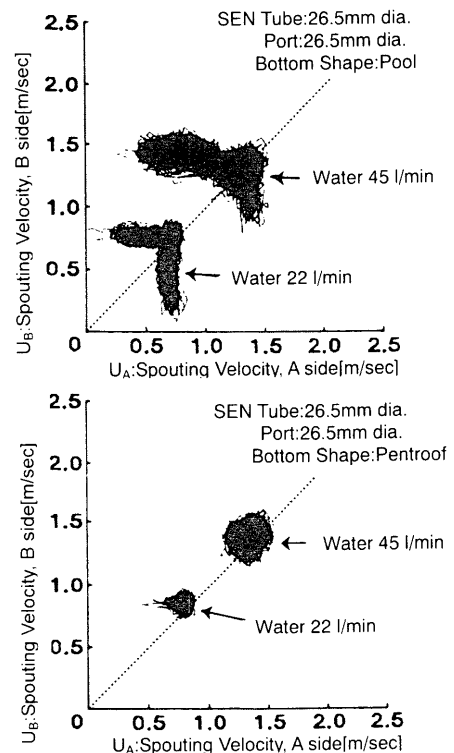 SEN Tube:26.5mm dia.
Port:26.5mm dia.
Bottom Shape:Pool
2.5
2.0
1.5
1.0
0.5
0
0.5 1.0 1.5 2.0 2.5
Water 45 l/min
Water 22 l/min
UB:Spouting Velocity, B side[m/sec]
UA:Spouting Velocity, A side[m/sec]
SEN Tube:26.5mm dia.
Port:26.5mm dia.
Bottom Shape:Pentroof
2.5
2.0
1.5
1.0
0.5
0
0.5 1.0 1.5 2.0 2.5
Water 45 l/min
Water 22 l/min
UB:Spouting Velocity, B side[m/sec]
UA:Spouting Velocity, A side[m/sec]